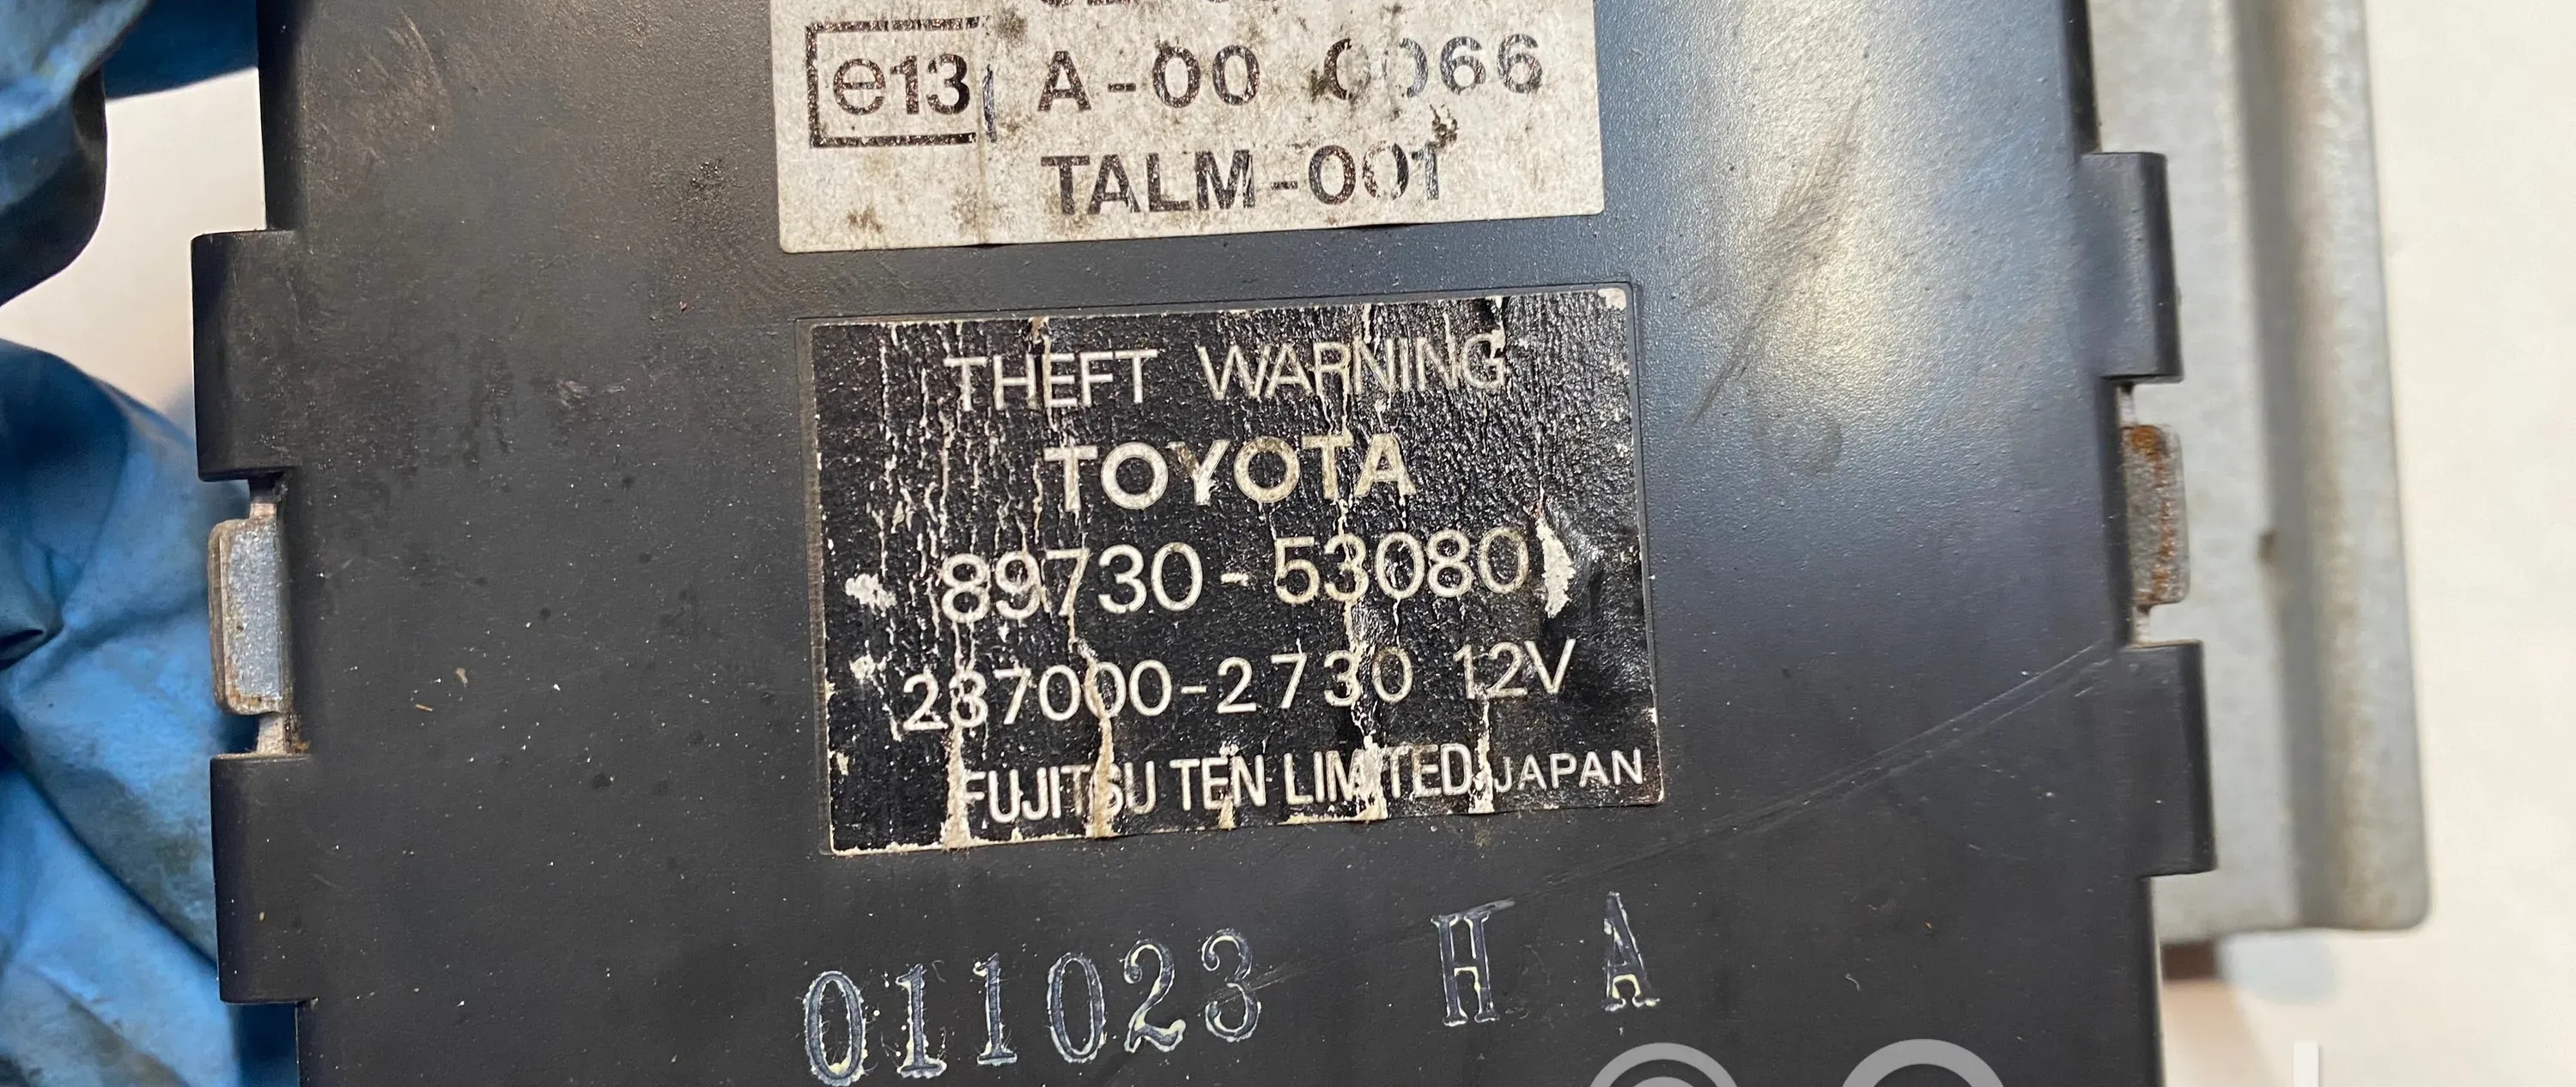 e13 A-00 0066
TALM-001
THEFT WARNING
TOYOTA
89730-53080
237000-2730 12V
FUJITSU TEN LIMITED JAPAN
011023 H A